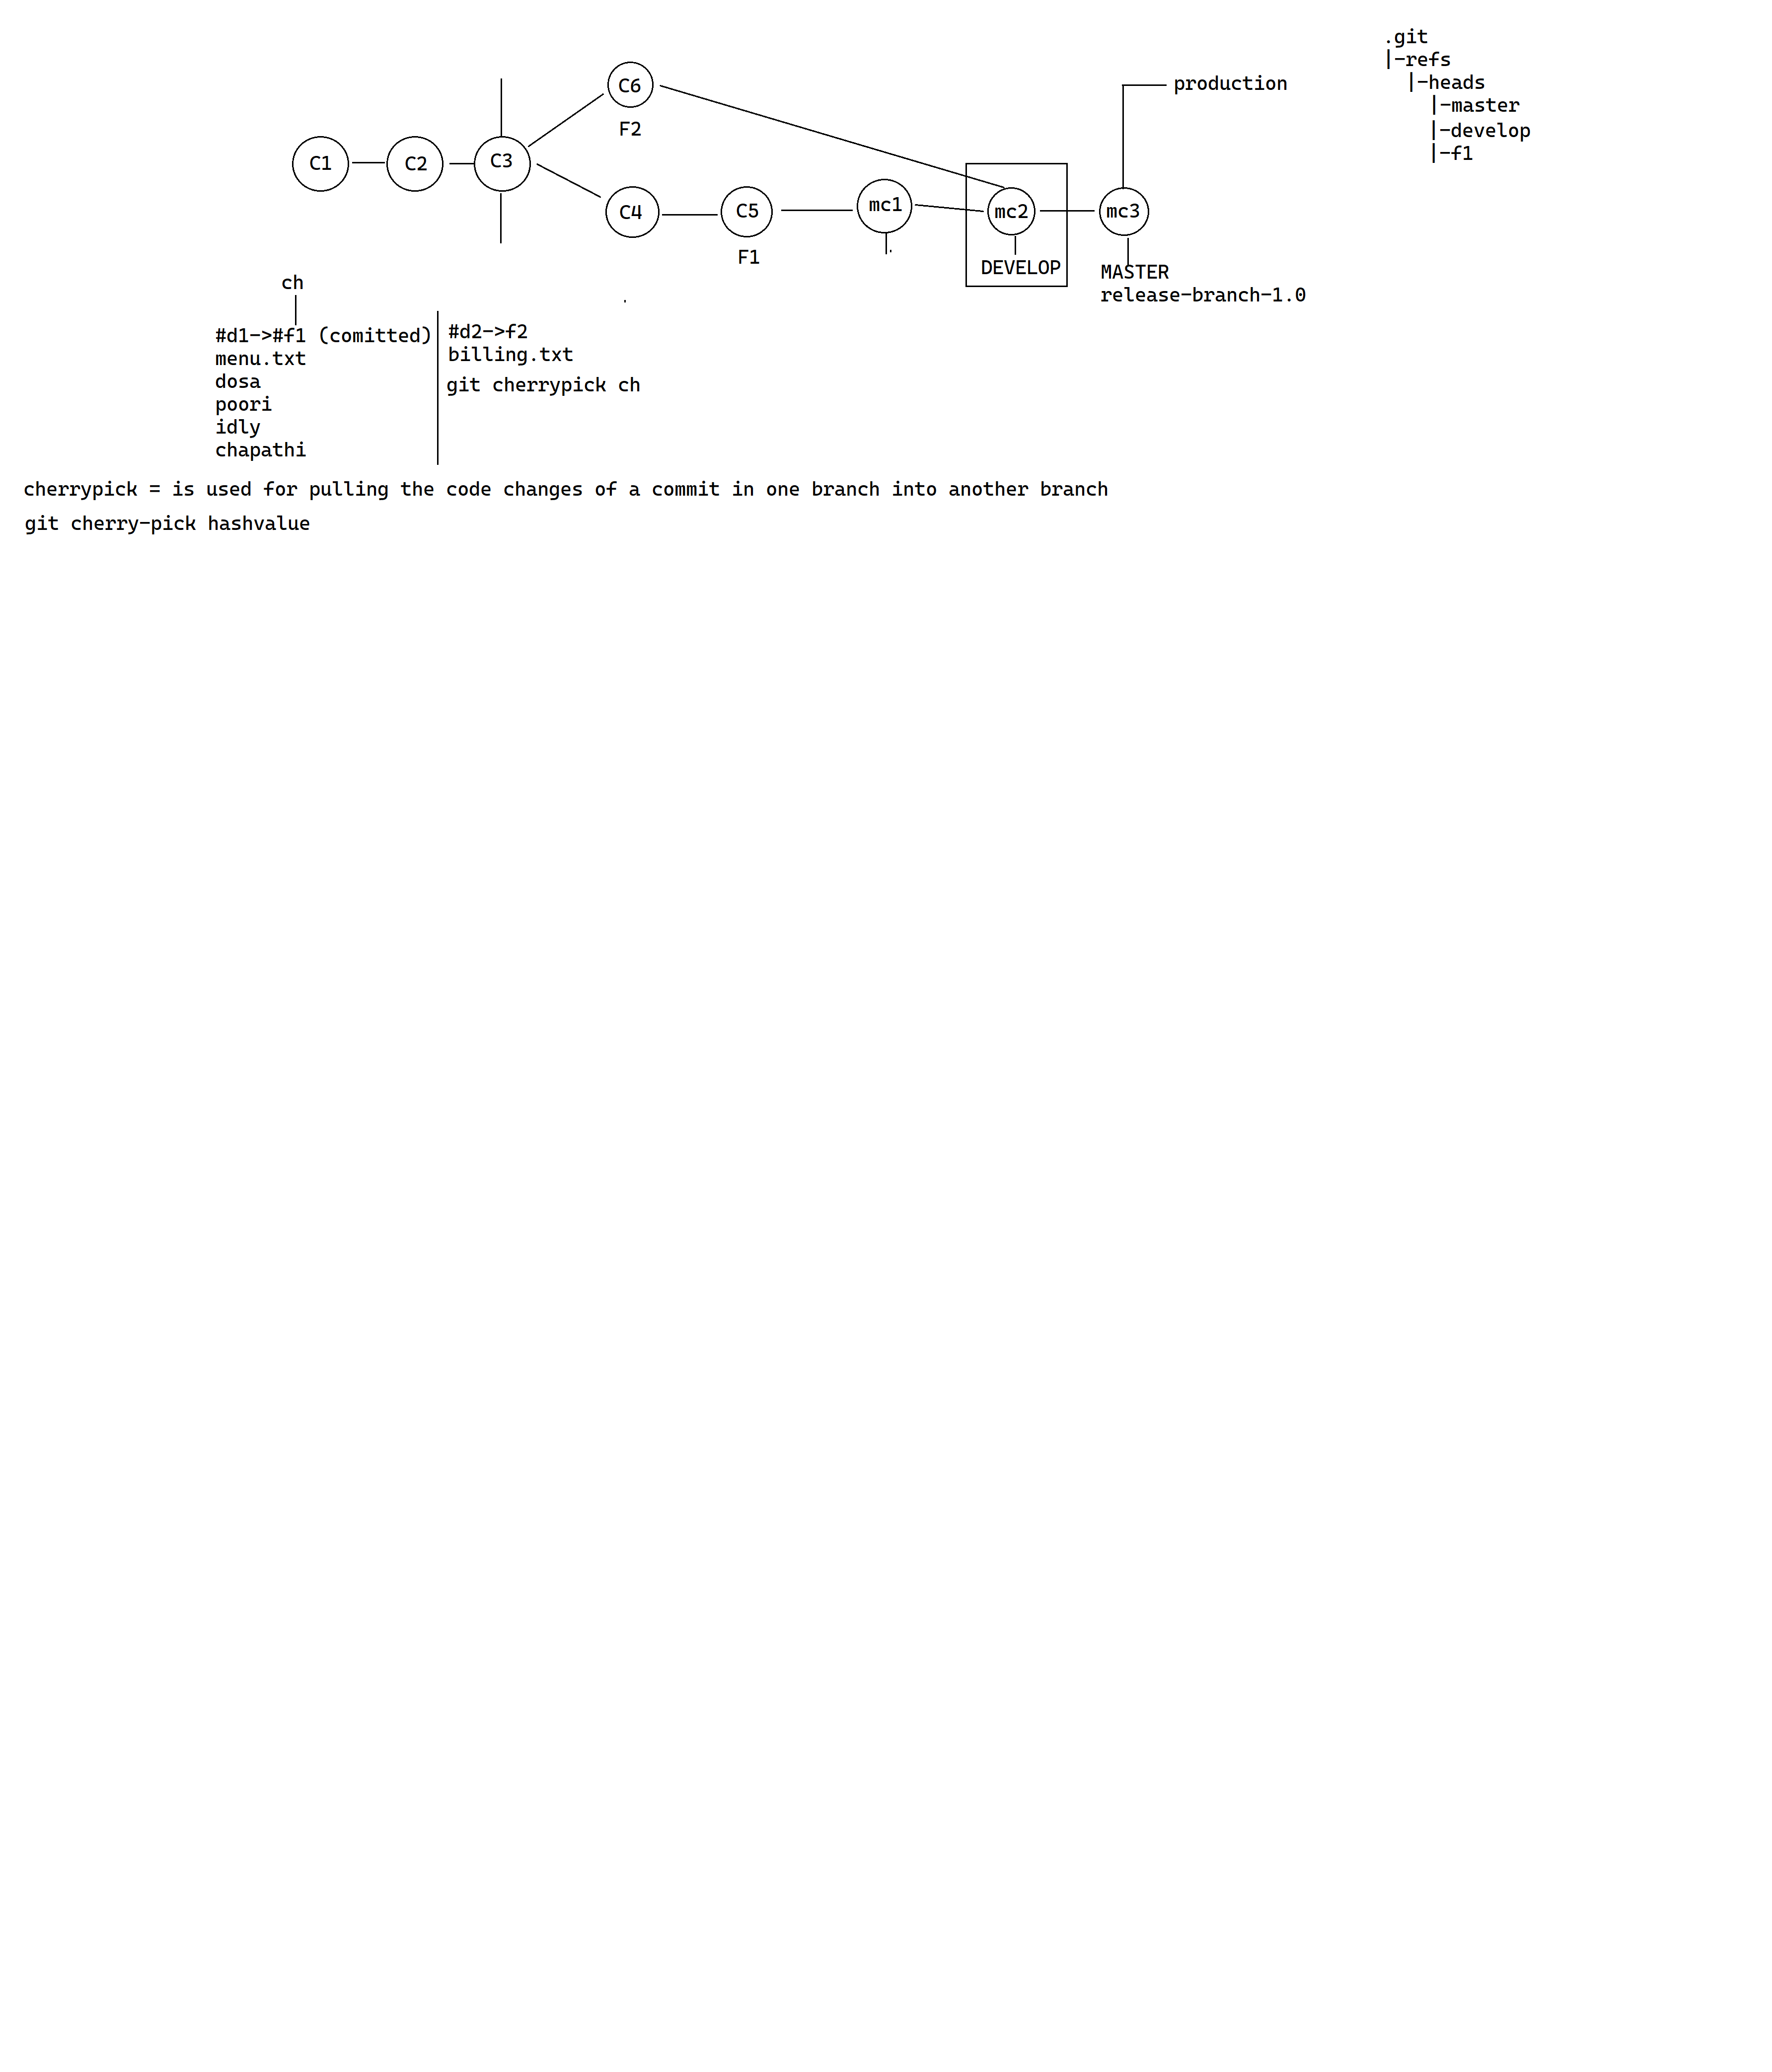 .git
|-refs
|-heads
|-master
|-develop
|-f1
production
C6
F2
C1
C2
C3
C4
C5
mc1
mc2
mc3
F1
DEVELOP
MASTER
release-branch-1.0
ch
#d1->#f1 (comitted)
menu.txt
dosa
poori
idly
chapathi
#d2->f2
billing.txt
git cherrypick ch
cherrypick = is used for pulling the code changes of a commit in one branch into another branch
git cherry-pick hashvalue